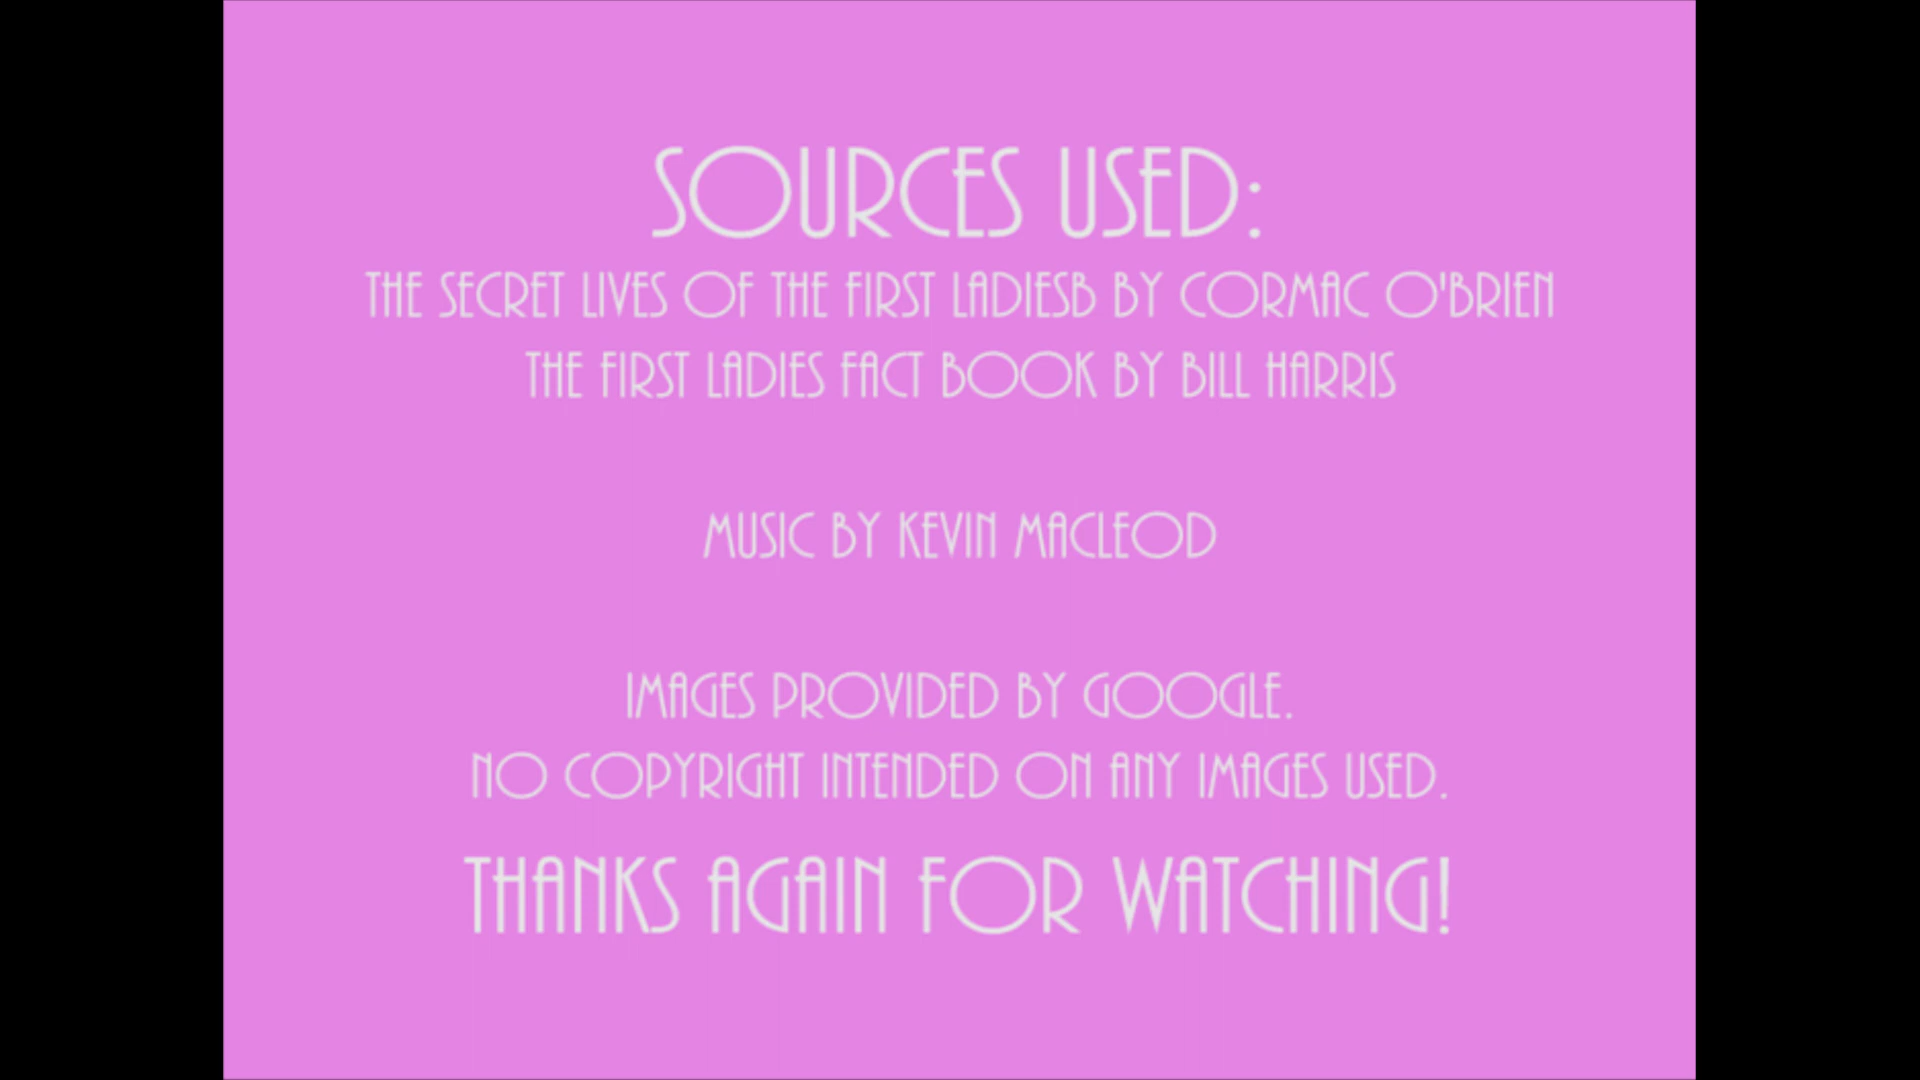 SOURCES USED:
THE SECRET LIVES OF THE FIRST LADIESB BY CORMAC O'BRIEN
THE FIRST LADIES FACT BOOK BY BILL HARRIS
MUSIC BY KEVIN MACLEOD
IMAGES PROVIDED BY GOOGLE.
NO COPYRIGHT INTENDED ON ANY IMAGES USED.
THANKS AGAIN FOR WATCHING!